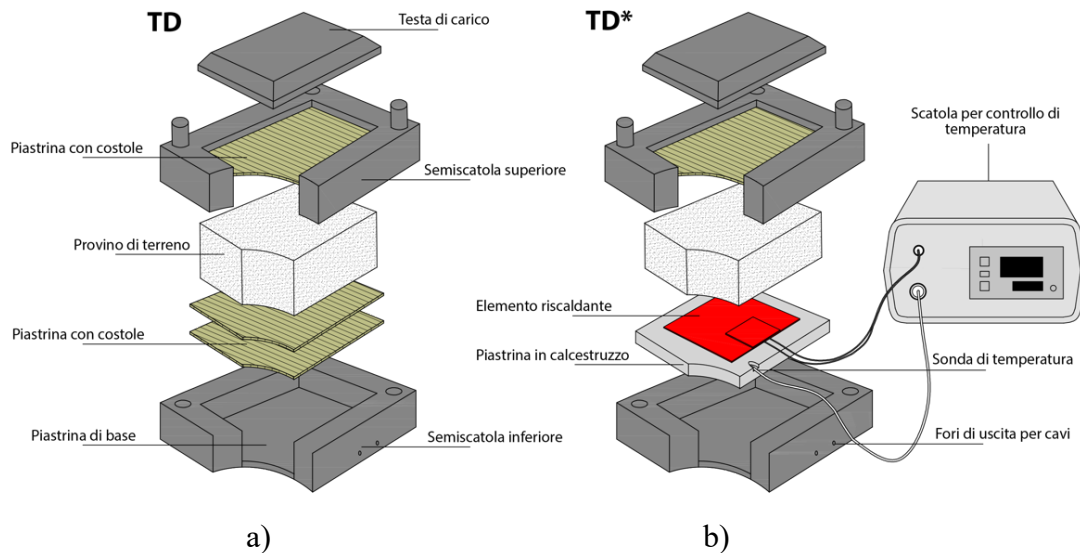 TD
Testa di carico
Piastrina con costole
Semiscatola superiore
Provino di terreno
Piastrina con costole
Piastrina di base
Semiscatola inferiore
a)
TD*
Scatola per controllo di
temperatura
Elemento riscaldante
Piastrina in calcestruzzo
Sonda di temperatura
Fori di uscita per cavi
b)